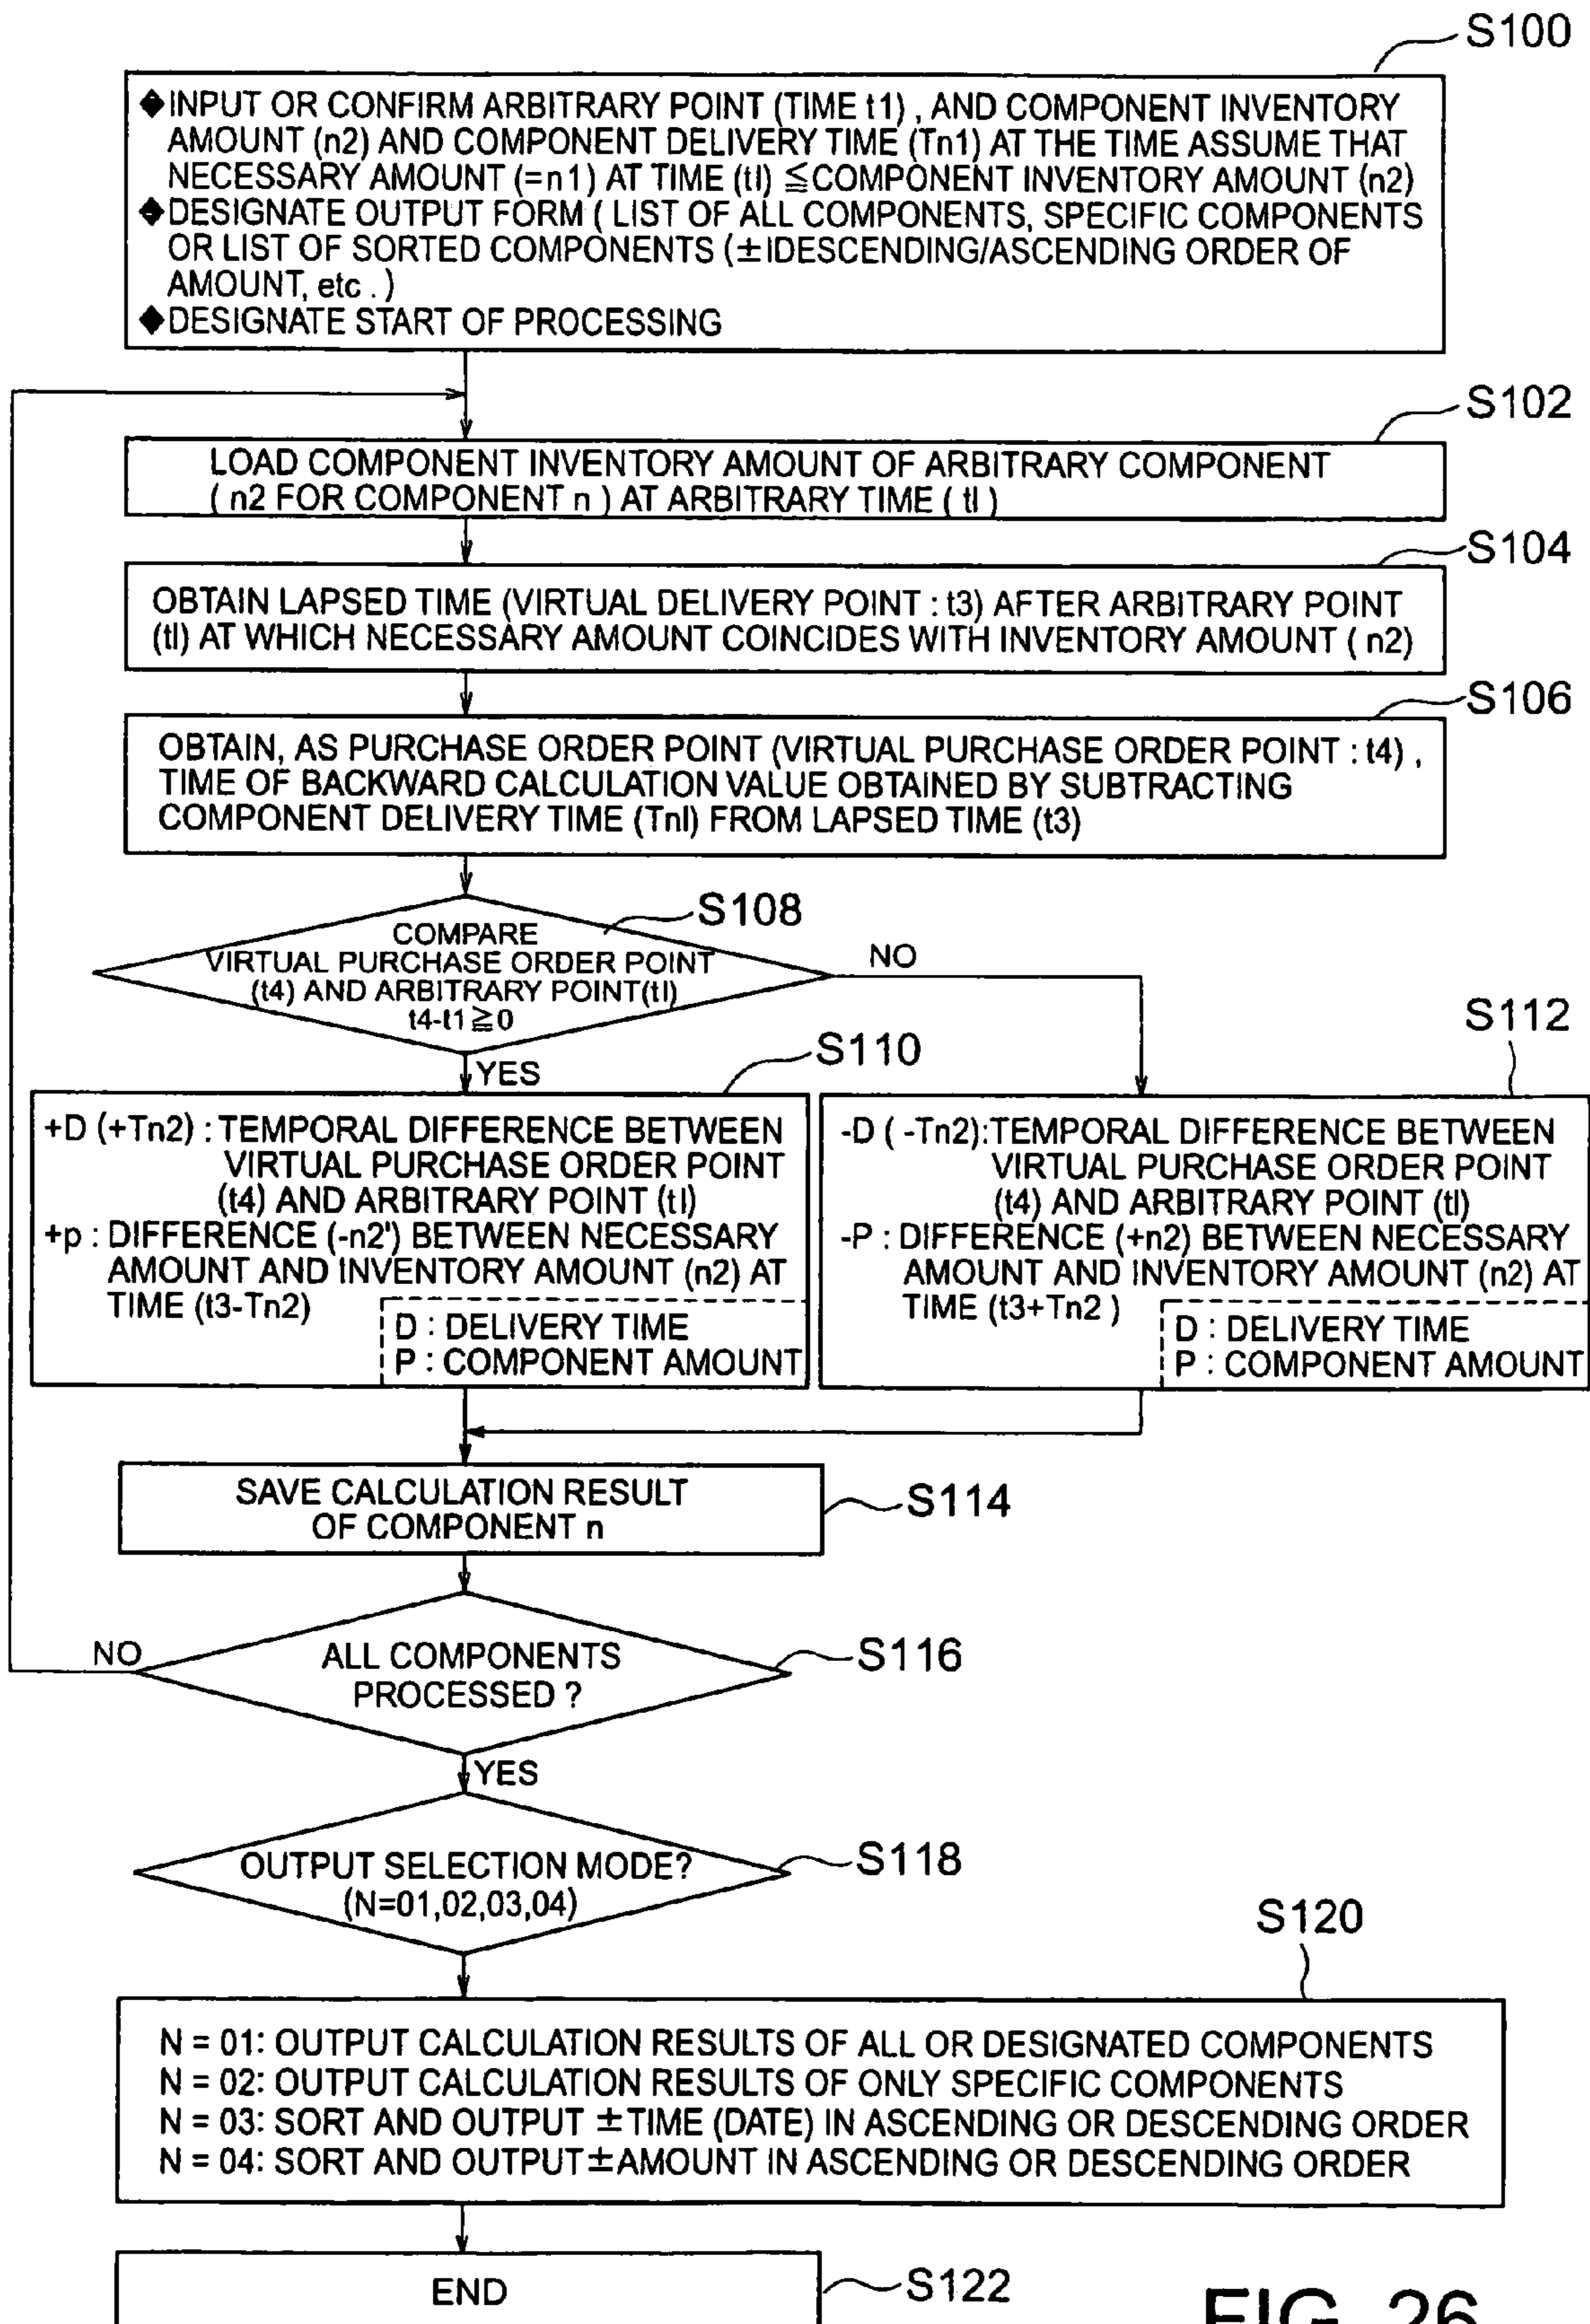 S100
◆INPUT OR CONFIRM ARBITRARY POINT (TIME t1) , AND COMPONENT INVENTORY
AMOUNT (n2) AND COMPONENT DELIVERY TIME (Tn1) AT THE TIME ASSUME THAT
NECESSARY AMOUNT (=n1) AT TIME (tI) ≦COMPONENT INVENTORY AMOUNT (n2)
◆DESIGNATE OUTPUT FORM ( LIST OF ALL COMPONENTS, SPECIFIC COMPONENTS
OR LIST OF SORTED COMPONENTS (±IDESCENDING/ASCENDING ORDER OF
AMOUNT, etc . )
◆DESIGNATE START OF PROCESSING
S102
LOAD COMPONENT INVENTORY AMOUNT OF ARBITRARY COMPONENT
( n2 FOR COMPONENT n ) AT ARBITRARY TIME ( tI )
S104
OBTAIN LAPSED TIME (VIRTUAL DELIVERY POINT : t3) AFTER ARBITRARY POINT
(tI) AT WHICH NECESSARY AMOUNT COINCIDES WITH INVENTORY AMOUNT ( n2)
S106
OBTAIN, AS PURCHASE ORDER POINT (VIRTUAL PURCHASE ORDER POINT : t4) ,
TIME OF BACKWARD CALCULATION VALUE OBTAINED BY SUBTRACTING
COMPONENT DELIVERY TIME (TnI) FROM LAPSED TIME (t3)
S108
COMPARE
VIRTUAL PURCHASE ORDER POINT
(t4) AND ARBITRARY POINT(tI)
t4-t1≧0
NO
YES
S110
+D (+Tn2) : TEMPORAL DIFFERENCE BETWEEN
VIRTUAL PURCHASE ORDER POINT
(t4) AND ARBITRARY POINT (tI)
+p : DIFFERENCE (-n2') BETWEEN NECESSARY
AMOUNT AND INVENTORY AMOUNT (n2) AT
TIME (t3-Tn2)
D : DELIVERY TIME
P : COMPONENT AMOUNT
S112
-D ( -Tn2):TEMPORAL DIFFERENCE BETWEEN
VIRTUAL PURCHASE ORDER POINT
(t4) AND ARBITRARY POINT (tI)
-P : DIFFERENCE (+n2) BETWEEN NECESSARY
AMOUNT AND INVENTORY AMOUNT (n2) AT
TIME (t3+Tn2 )
D : DELIVERY TIME
P : COMPONENT AMOUNT
SAVE CALCULATION RESULT
OF COMPONENT n
S114
NO
ALL COMPONENTS
PROCESSED ?
S116
YES
OUTPUT SELECTION MODE?
(N=01,02,03,04)
S118
S120
N = 01: OUTPUT CALCULATION RESULTS OF ALL OR DESIGNATED COMPONENTS
N = 02: OUTPUT CALCULATION RESULTS OF ONLY SPECIFIC COMPONENTS
N = 03: SORT AND OUTPUT ±TIME (DATE) IN ASCENDING OR DESCENDING ORDER
N = 04: SORT AND OUTPUT±AMOUNT IN ASCENDING OR DESCENDING ORDER
END
S122
FIG. 26